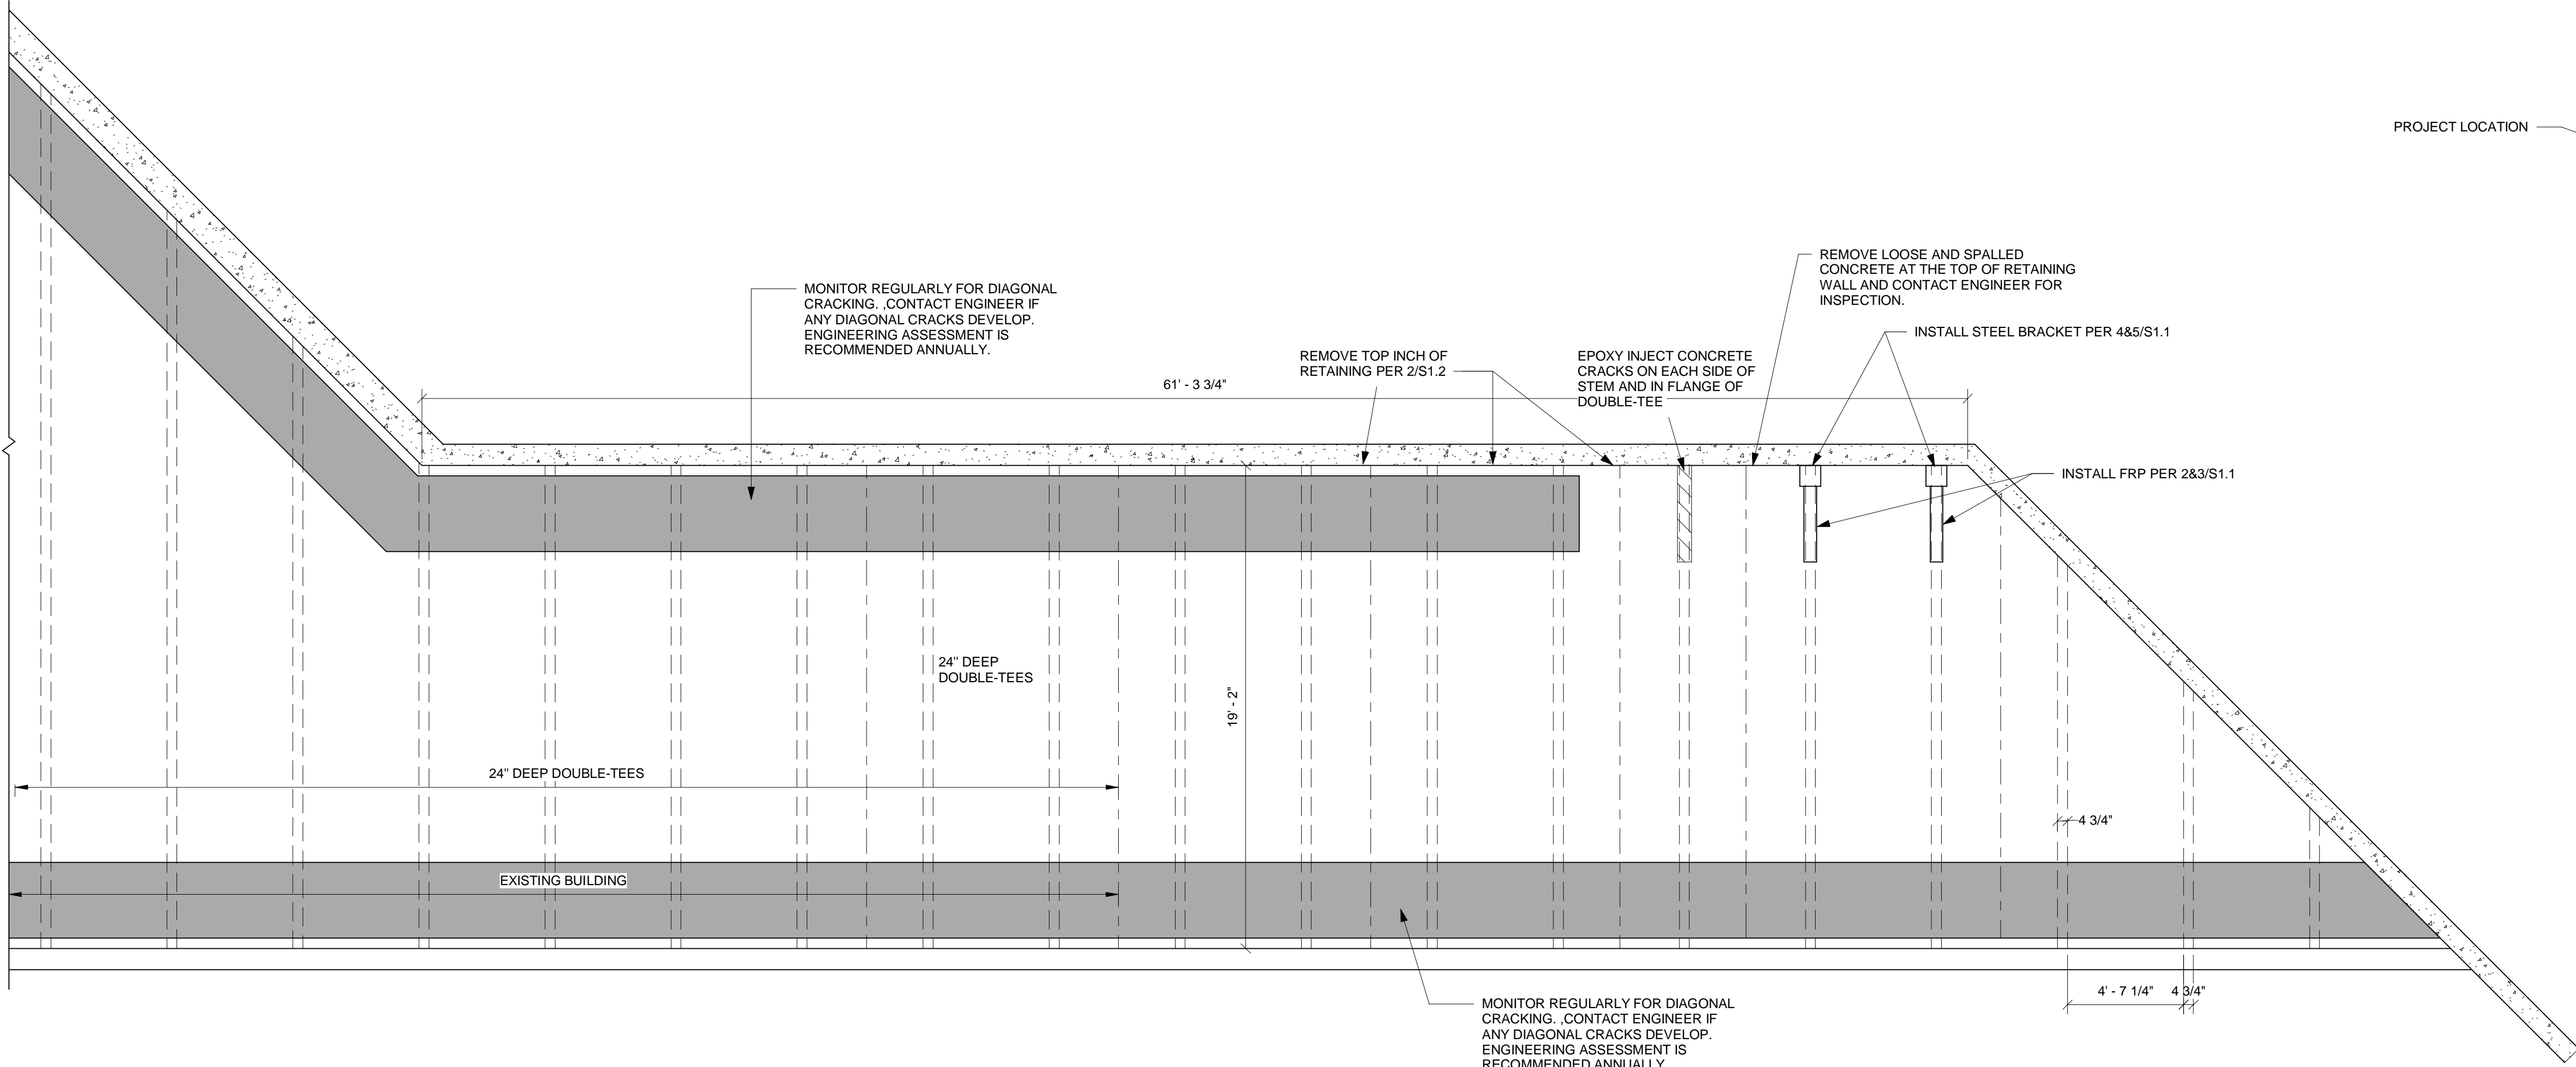 PROJECT LOCATION
REMOVE LOOSE AND SPALLED
CONCRETE AT THE TOP OF RETAINING
WALL AND CONTACT ENGINEER FOR
INSPECTION.
MONITOR REGULARLY FOR DIAGONAL
CRACKING. ,CONTACT ENGINEER IF
ANY DIAGONAL CRACKS DEVELOP.
ENGINEERING ASSESSMENT IS
RECOMMENDED ANNUALLY.
INSTALL STEEL BRACKET PER 4&5/S1.1
REMOVE TOP INCH OF
RETAINING PER 2/S1.2
EPOXY INJECT CONCRETE
CRACKS ON EACH SIDE OF
STEM AND IN FLANGE OF
DOUBLE-TEE
61' - 3 3/4"
INSTALL FRP PER 2&3/S1.1
24" DEEP
DOUBLE-TEES
19' - 2"
24" DEEP DOUBLE-TEES
4 3/4"
EXISTING BUILDING
4' - 7 1/4"
4 3/4"
MONITOR REGULARLY FOR DIAGONAL
CRACKING. ,CONTACT ENGINEER IF
ANY DIAGONAL CRACKS DEVELOP.
ENGINEERING ASSESSMENT IS
RECOMMENDED ANNUALLY